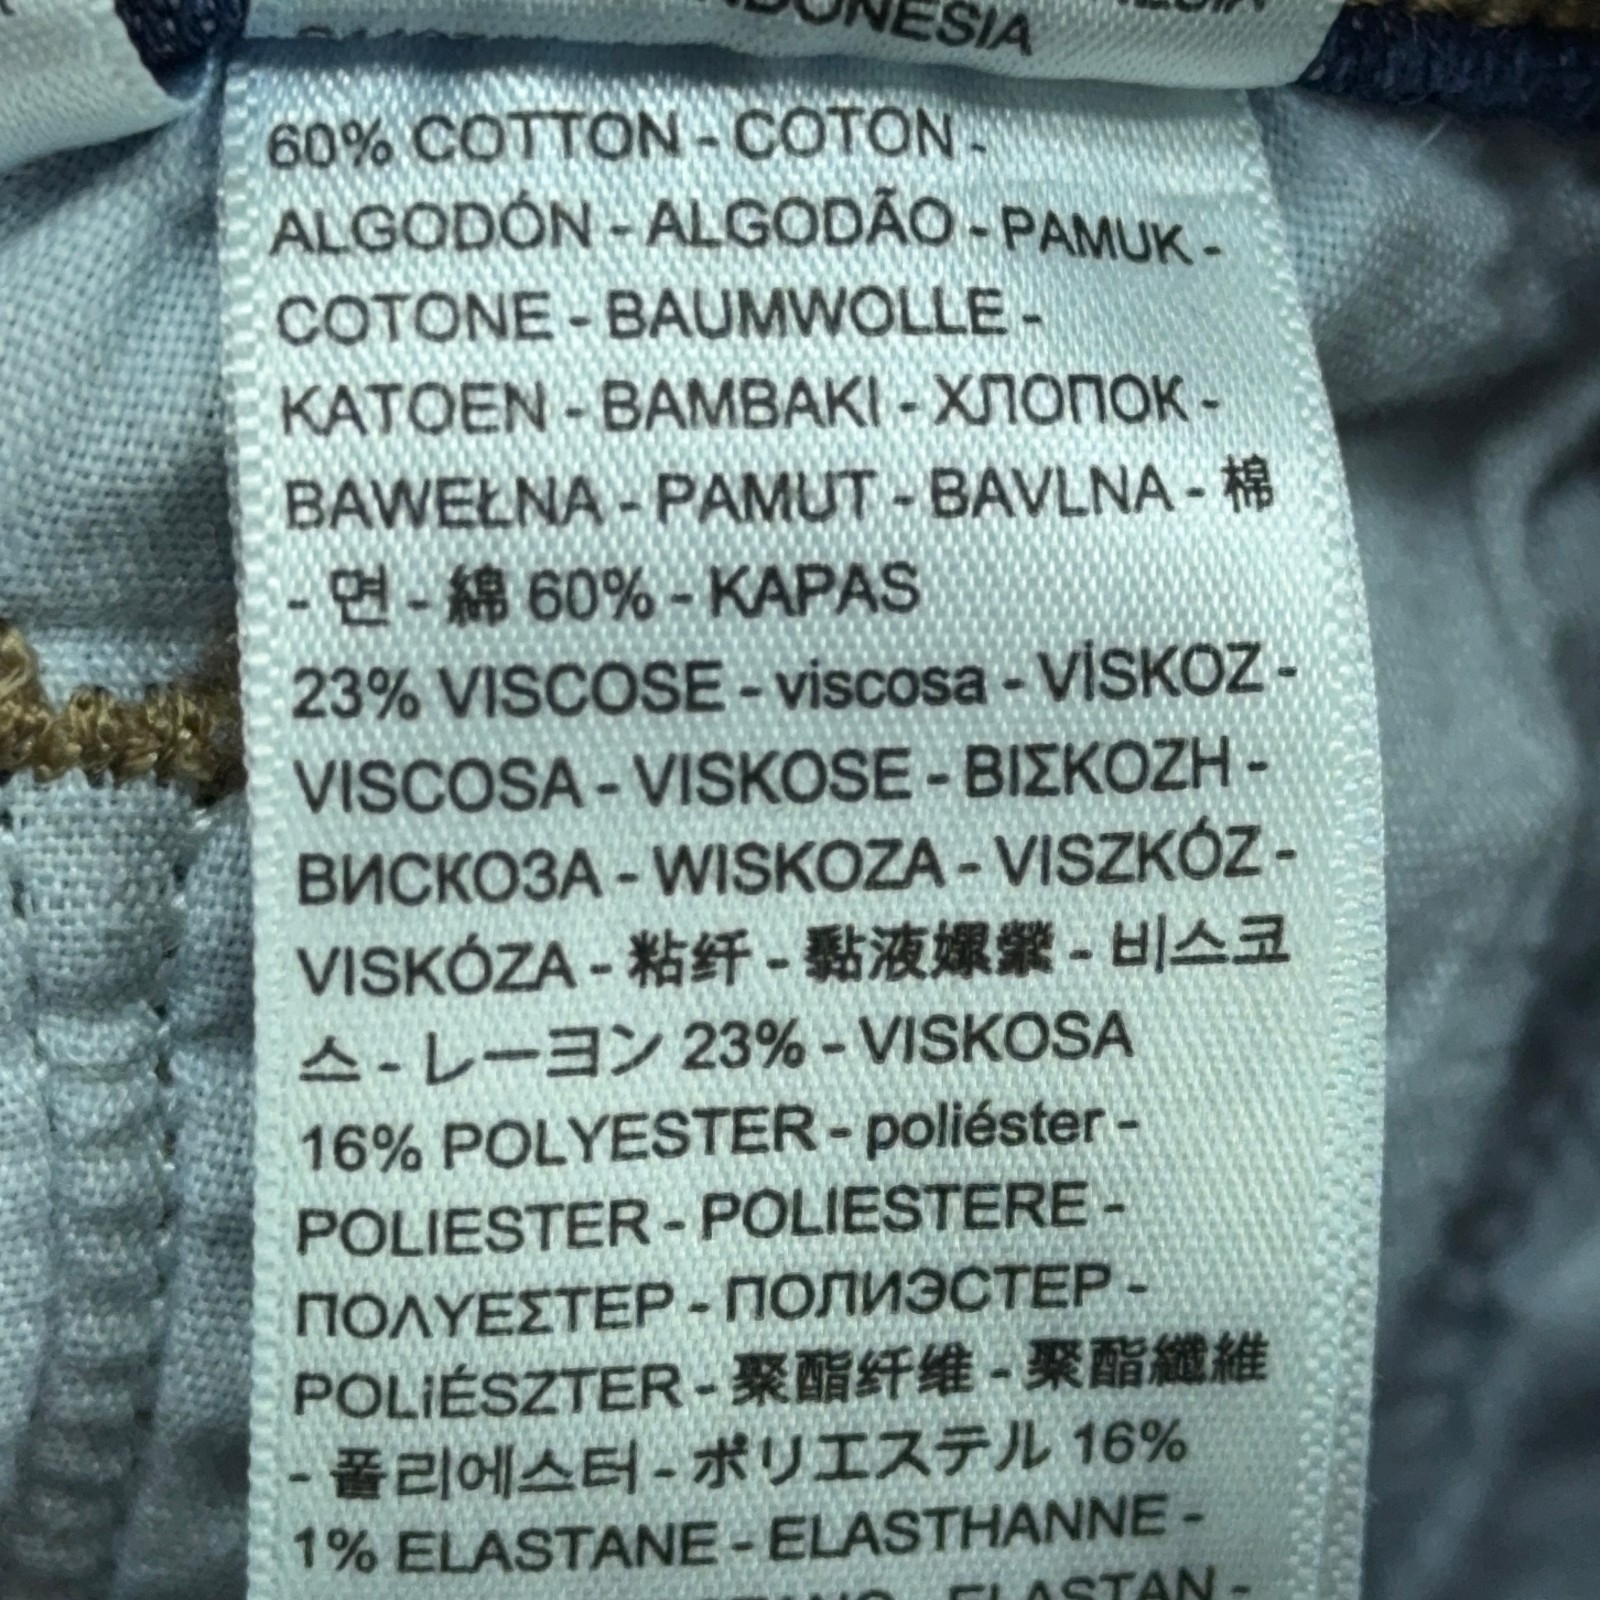 INDONESIA
60% COTTON - COTON -
ALGODÓN - ALGODÃO - PAMUK -
COTONE - BAUMWOLLE -
KATOEN - BAMBAKI - ХЛОПОК -
BAWEŁNA - PAMUT - BAVLNA - 棉
- 면 - 綿 60% - KAPAS
23% VISCOSE - viscosa - VİSKOZ -
VISCOSA - VISKOSE - ΒΙΣΚΟΖΗ -
ВИСКОЗА - WISKOZA - VISZKÓZ -
VISKÓZA - 粘纤 - 黏液嫘縈 - 비스코
스 - レーヨン 23% - VISKOSA
16% POLYESTER - poliéster -
POLIESTER - POLIESTERE -
ΠΟΛΥΕΣΤΕΡ - ПОЛИЭСТЕР -
POLiÉSZTER - 聚酯纤维 - 聚酯纖維
- 폴리에스터 - ポリエステル 16%
1% ELASTANE - ELASTHANNE -
ELASTAN -